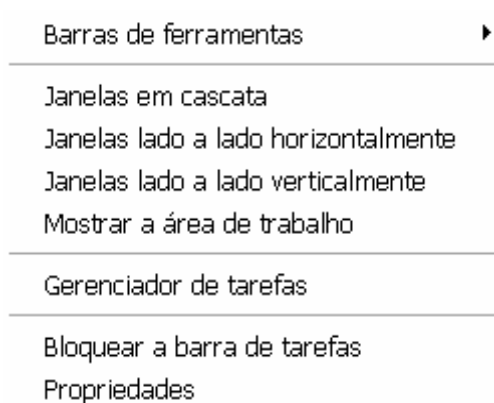 Barras de ferramentas
Janelas em cascata
Janelas lado a lado horizontalmente
Janelas lado a lado verticalmente
Mostrar a área de trabalho
Gerenciador de tarefas
Bloquear a barra de tarefas
Propriedades